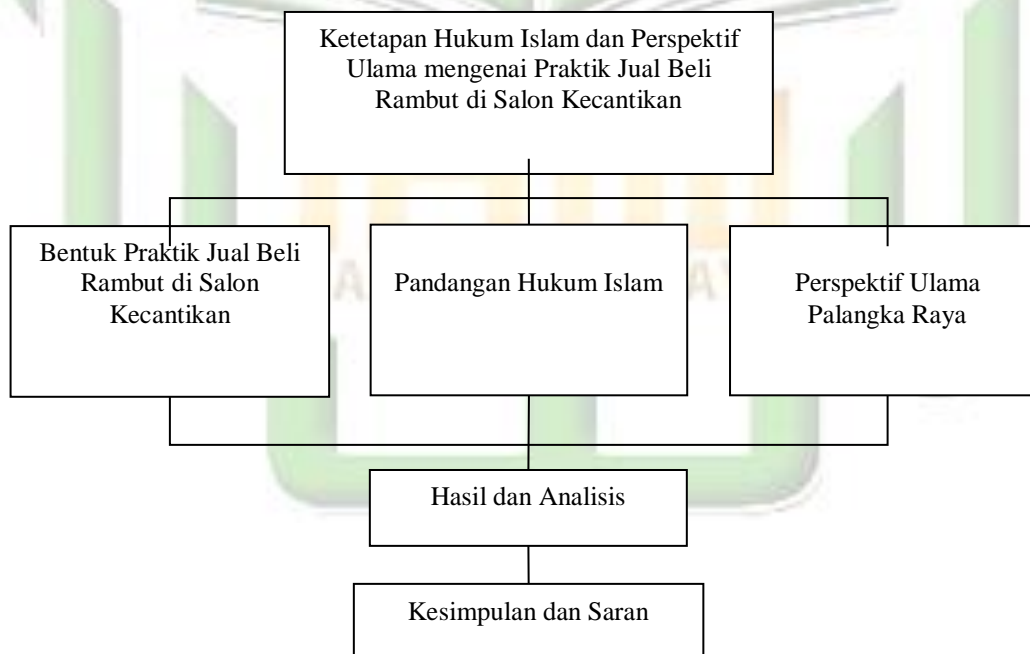 Ketetapan Hukum Islam dan Perspektif
Ulama mengenai Praktik Jual Beli
Rambut di Salon Kecantikan
Bentuk Praktik Jual Beli
Rambut di Salon
Kecantikan
Pandangan Hukum Islam
Perspektif Ulama
Palangka Raya
Hasil dan Analisis
Kesimpulan dan Saran